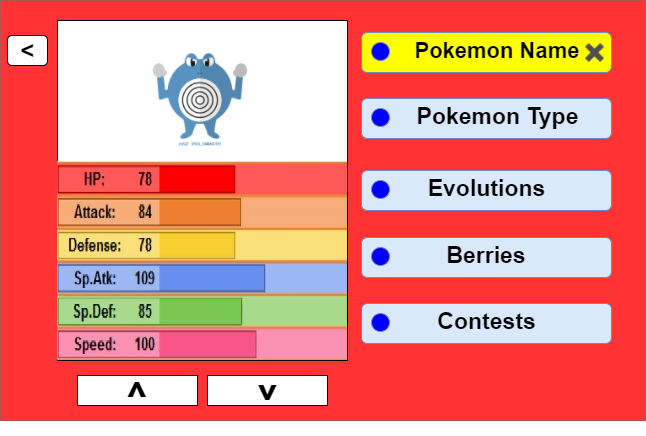 <
Pokemon Name
Pokemon Type
Evolutions
Berries
Contests
HP: 78
Attack: 84
Defense: 78
Sp.Atk: 109
Sp.Def: 85
Speed: 100